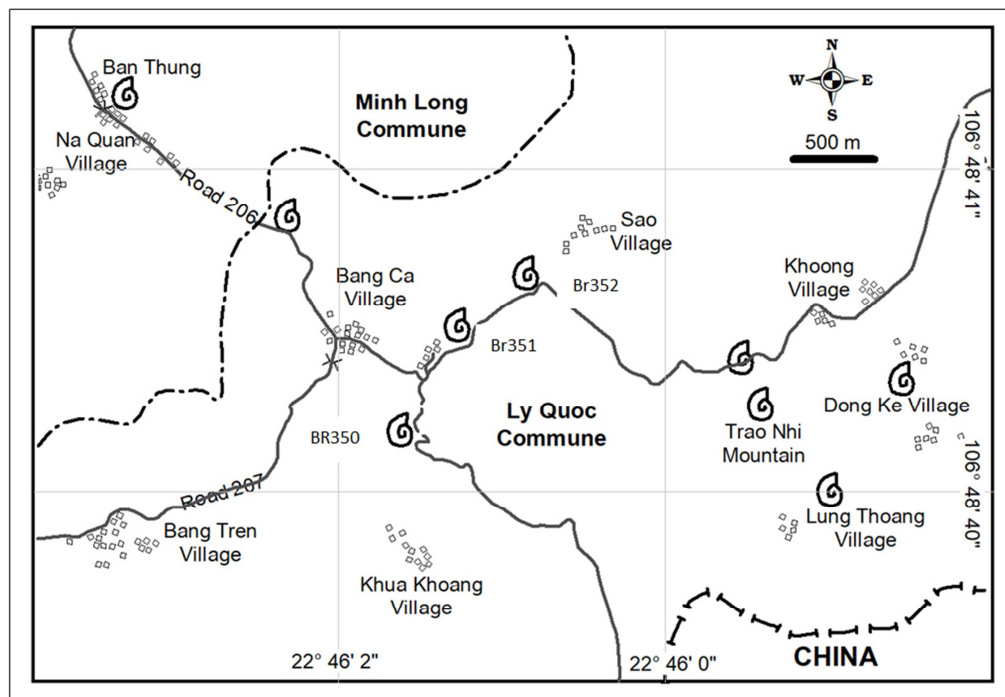 Ban Thung
N
W E
S
Minh Long
Commune
500 m
106° 48' 41"
Na Quan
Village
Road 206
Sao
Village
Bang Ca
Village
Br352
Khoong
Village
Br351
Ly Quoc
Commune
Dong Ke Village
Trao Nhi
Mountain
BR350
Road 207
106° 48' 40"
Bang Tren
Village
Lung Thoang
Village
Khua Khoang
Village
22° 46' 2"
22° 46' 0"
CHINA